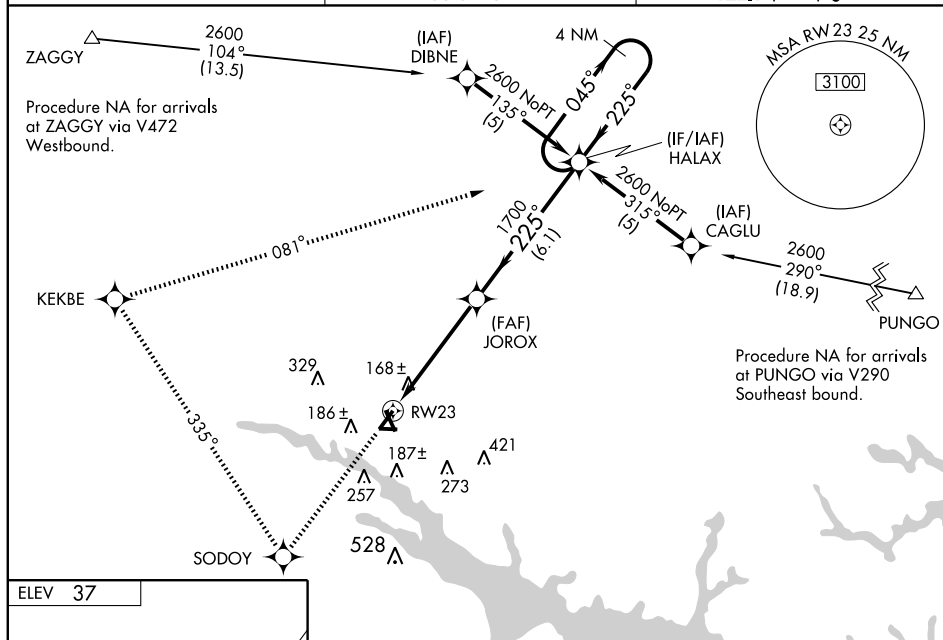 ZAGGY
2600
104°
(13.5)
(IAF)
DIBNE
4 NM
2600 NoPT
135°
(5)
045°
225°
MSA RW 23 25 NM
3100
Procedure NA for arrivals
at ZAGGY via V472
Westbound.
(IF/IAF)
HALAX
2600 NoPT
315°
(5)
(IAF)
CAGLU
2600
290°
(18.9)
PUNGO
1700
225°
(6.1)
081°
KEKBE
(FAF)
JOROX
Procedure NA for arrivals
at PUNGO via V290
Southeast bound.
329
168±
RW23
186±
187±
421
257
273
335°
SODOY
528
ELEV 37